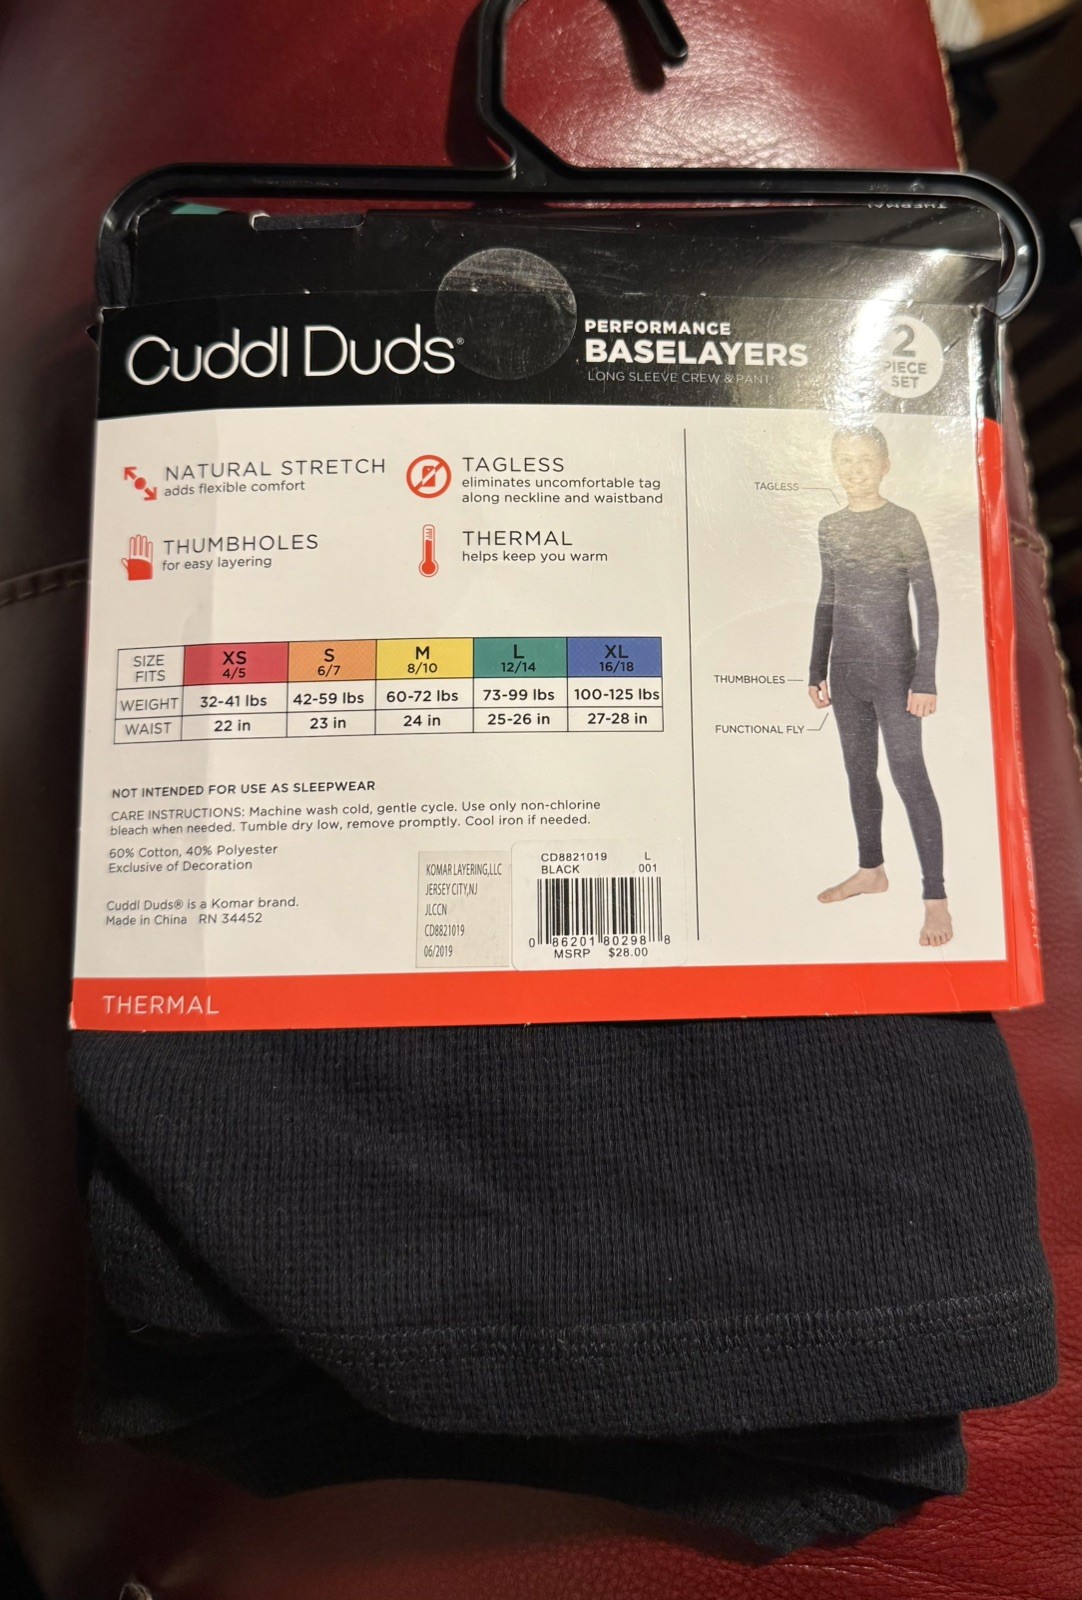 THERMAL
Cuddl Duds®
PERFORMANCE
BASELAYERS
LONG SLEEVE CREW & PANT
2
PIECE
SET
NATURAL STRETCH
adds flexible comfort
TAGLESS
eliminates uncomfortable tag
along neckline and waistband
THUMBHOLES
for easy layering
THERMAL
helps keep you warm
TAGLESS
THUMBHOLES
FUNCTIONAL FLY
SIZE FITS XS 4/5 S 6/7 M 8/10 L 12/14 XL 16/18
WEIGHT 32-41 lbs 42-59 lbs 60-72 lbs 73-99 lbs 100-125 lbs
WAIST 22 in 23 in 24 in 25-26 in 27-28 in
NOT INTENDED FOR USE AS SLEEPWEAR
CARE INSTRUCTIONS: Machine wash cold, gentle cycle. Use only non-chlorine
bleach when needed. Tumble dry low, remove promptly. Cool iron if needed.
60% Cotton, 40% Polyester
Exclusive of Decoration
Cuddl Duds® is a Komar brand.
Made in China RN 34452
KOMAR LAYERING,LLC
JERSEY CITY,NJ
JLCCN
CD8821019
06/2019
CD8821019 L
BLACK 001
0 86201 80298 8
MSRP $28.00
THERMAL